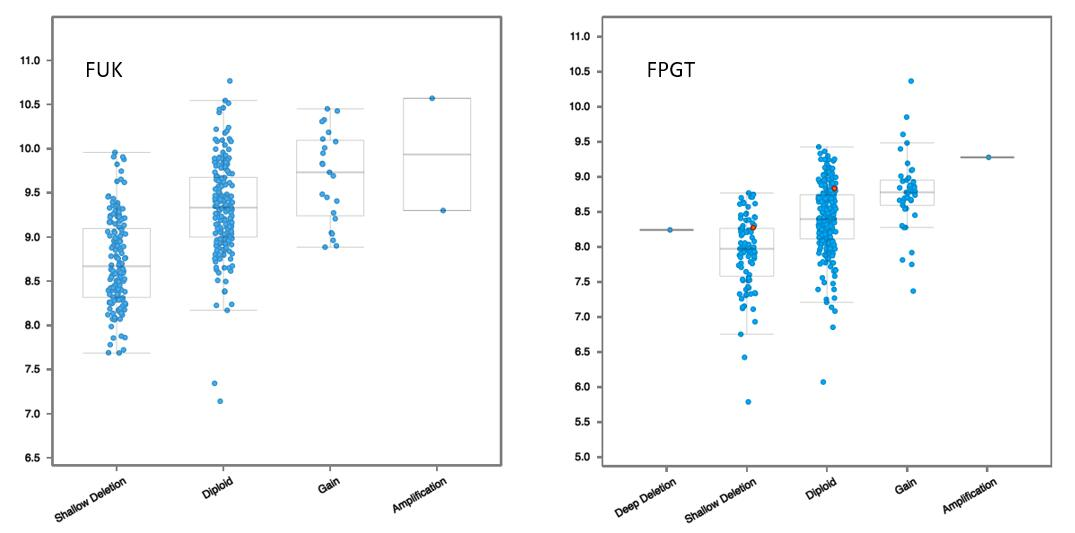 FUK
11.0
10.5
10.0
9.5
9.0
8.5
8.0
7.5
7.0
6.5
Shallow Deletion
Diploid
Gain
Amplification
FPGT
11.0
10.5
10.0
9.5
9.0
8.5
8.0
7.5
7.0
6.5
6.0
5.5
5.0
Deep Deletion
Shallow Deletion
Diploid
Gain
Amplification